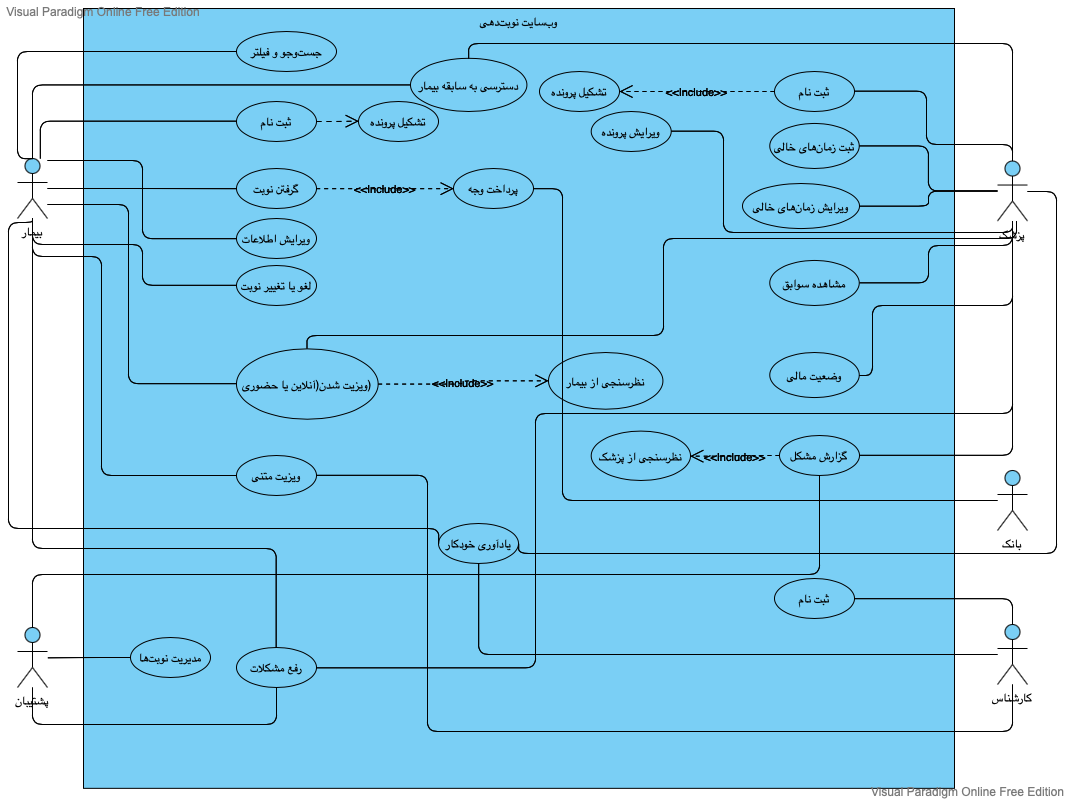 Visual Paradigm Online Free Edition
وب‌سایت نوبت‌دهی
جست‌وجو و فیلتر
دسترسی به سابقه بیمار
تشکیل پرونده
<<Include>>
ثبت نام
ثبت نام
تشکیل پرونده
ویرایش پرونده
ثبت زمان‌های خالی
گرفتن نوبت
<<Include>>
پرداخت وجه
ویرایش زمان‌های خالی
بیمار
پزشک
ویرایش اطلاعات
لغو یا تغییر نوبت
مشاهده سوابق
ویزیت شدن(آنلاین یا حضوری)
<<Include>>
نظرسنجی از بیمار
وضعیت مالی
نظرسنجی از پزشک
<<Include>>
گزارش مشکل
ویزیت متنی
یادآوری خودکار
بانک
ثبت نام
مدیریت نوبت‌ها
رفع مشکلات
پشتیبان
کارشناس
Visual Paradigm Online Free Edition